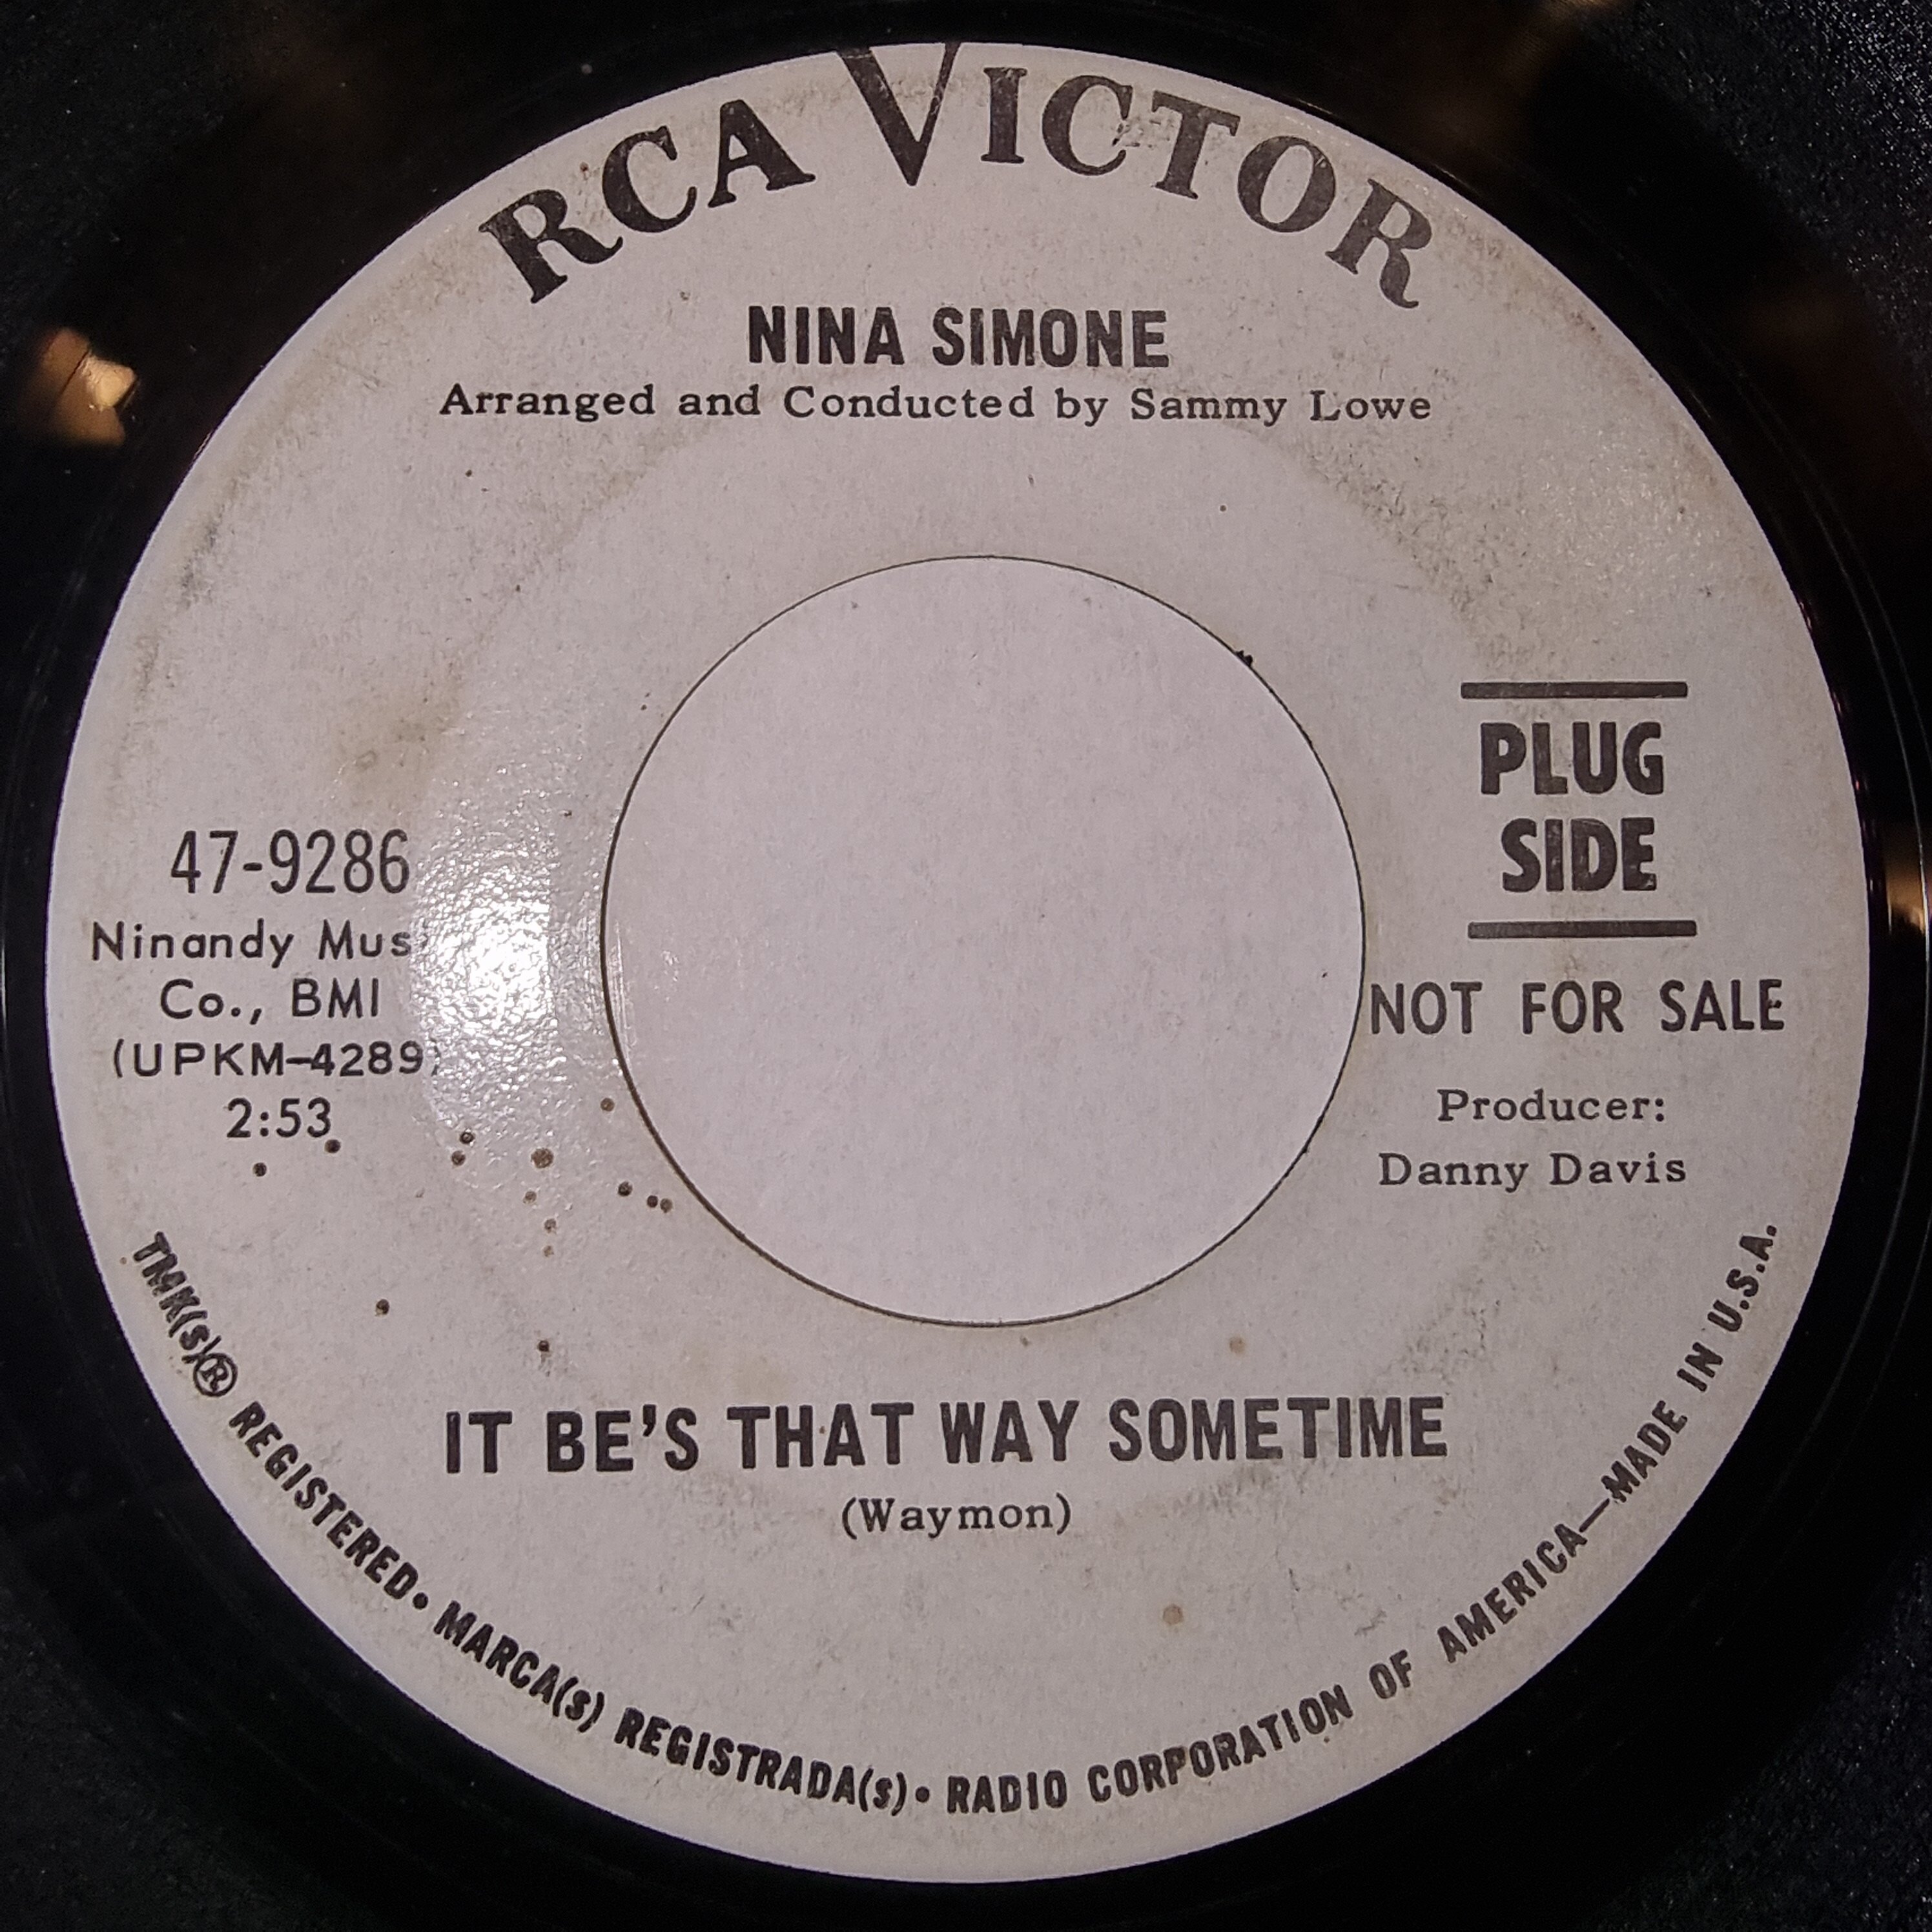 RCA VICTOR
NINA SIMONE
Arranged and Conducted by Sammy Lowe
PLUG
SIDE
47-9286
Ninandy
Co., BMI
(UPKM-4289)
2:53
NOT FOR SALE
Producer:
Danny Davis
IT BE'S THAT WAY SOMETIME
(Waymon)
TMK(s)® REGISTERED • MARCA(s) REGISTRADA(s) • RADIO CORPORATION OF AMERICA—MADE IN U.S.A.